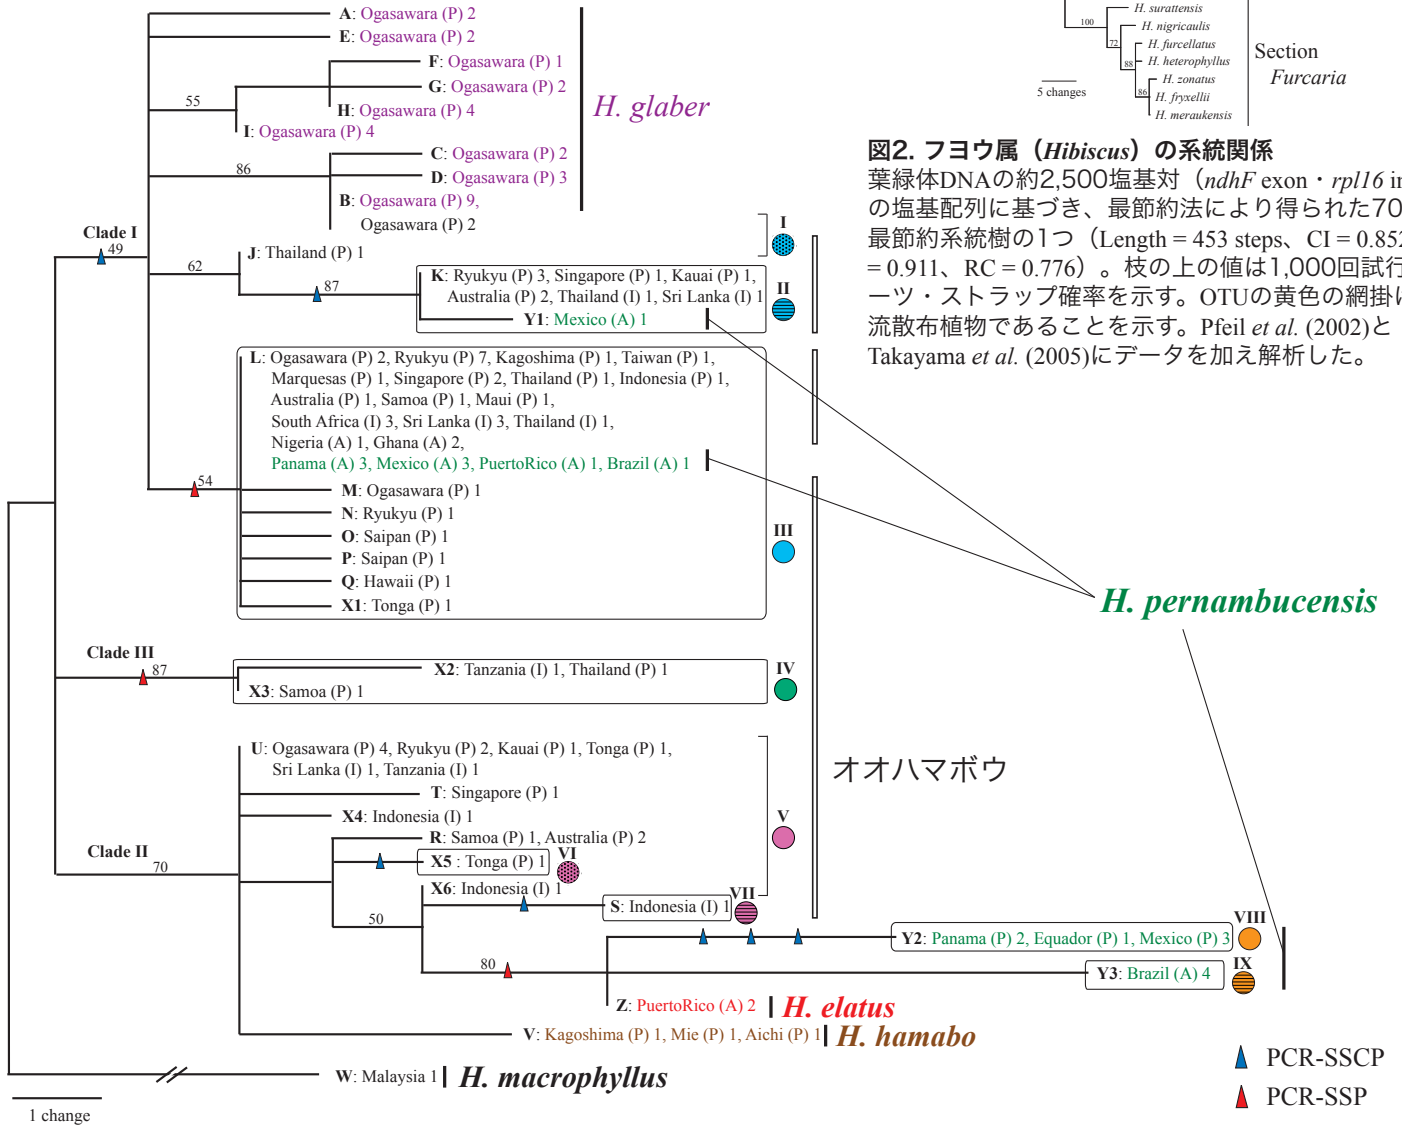 A: Ogasawara (P) 2
E: Ogasawara (P) 2
F: Ogasawara (P) 1
55
G: Ogasawara (P) 2
H: Ogasawara (P) 4
I: Ogasawara (P) 4
H. glaber
C: Ogasawara (P) 2
86
D: Ogasawara (P) 3
B: Ogasawara (P) 9,
Ogasawara (P) 2
Clade I
49
I
J: Thailand (P) 1
62
K: Ryukyu (P) 3, Singapore (P) 1, Kauai (P) 1,
87
Australia (P) 2, Thailand (I) 1, Sri Lanka (I) 1
II
Y1: Mexico (A) 1
L: Ogasawara (P) 2, Ryukyu (P) 7, Kagoshima (P) 1, Taiwan (P) 1,
Marquesas (P) 1, Singapore (P) 2, Thailand (P) 1, Indonesia (P) 1,
Australia (P) 1, Samoa (P) 1, Maui (P) 1,
South Africa (I) 3, Sri Lanka (I) 3, Thailand (I) 1,
Nigeria (A) 1, Ghana (A) 2,
Panama (A) 3, Mexico (A) 3, PuertoRico (A) 1, Brazil (A) 1
54
M: Ogasawara (P) 1
N: Ryukyu (P) 1
O: Saipan (P) 1
III
P: Saipan (P) 1
Q: Hawaii (P) 1
X1: Tonga (P) 1
H. pernambucensis
Clade III
87
X2: Tanzania (I) 1, Thailand (P) 1
IV
X3: Samoa (P) 1
U: Ogasawara (P) 4, Ryukyu (P) 2, Kauai (P) 1, Tonga (P) 1,
Sri Lanka (I) 1, Tanzania (I) 1
オオハマボウ
T: Singapore (P) 1
X4: Indonesia (I) 1
V
R: Samoa (P) 1, Australia (P) 2
Clade II
70
X5 : Tonga (P) 1
VI
X6: Indonesia (I) 1
VII
S: Indonesia (I) 1
50
VIII
Y2: Panama (P) 2, Equador (P) 1, Mexico (P) 3
80
IX
Y3: Brazil (A) 4
Z: PuertoRico (A) 2
H. elatus
V: Kagoshima (P) 1, Mie (P) 1, Aichi (P) 1
H. hamabo
W: Malaysia 1
H. macrophyllus
1 change
PCR-SSCP
PCR-SSP
H. surattensis
100
H. nigricaulis
72
H. furcellatus
88
H. heterophyllus
H. zonatus
86
H. fryxellii
H. meraukensis
5 changes
Section
Furcaria
図2. フヨウ属（Hibiscus）の系統関係
葉緑体DNAの約2,500塩基対（ndhF exon・rpl16 in
の塩基配列に基づき、最節約法により得られた70
最節約系統樹の1つ（Length = 453 steps、CI = 0.852
= 0.911、RC = 0.776）。枝の上の値は1,000回試行
ーツ・ストラップ確率を示す。OTUの黄色の網掛に
流散布植物であることを示す。Pfeil et al. (2002)と
Takayama et al. (2005)にデータを加え解析した。